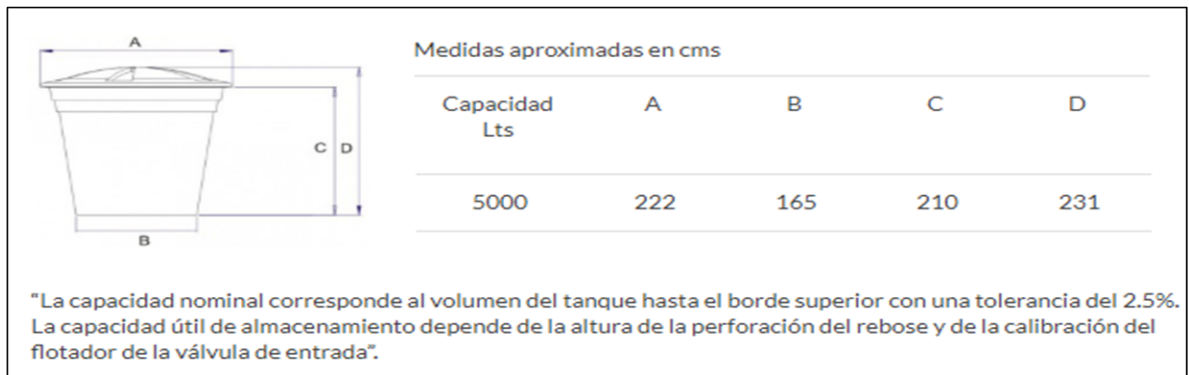 A
C
D
B
Medidas aproximadas en cms
Capacidad Lts A B C D
5000 222 165 210 231
“La capacidad nominal corresponde al volumen del tanque hasta el borde superior con una tolerancia del 2.5%.
La capacidad útil de almacenamiento depende de la altura de la perforación del rebose y de la calibración del
flotador de la válvula de entrada”.